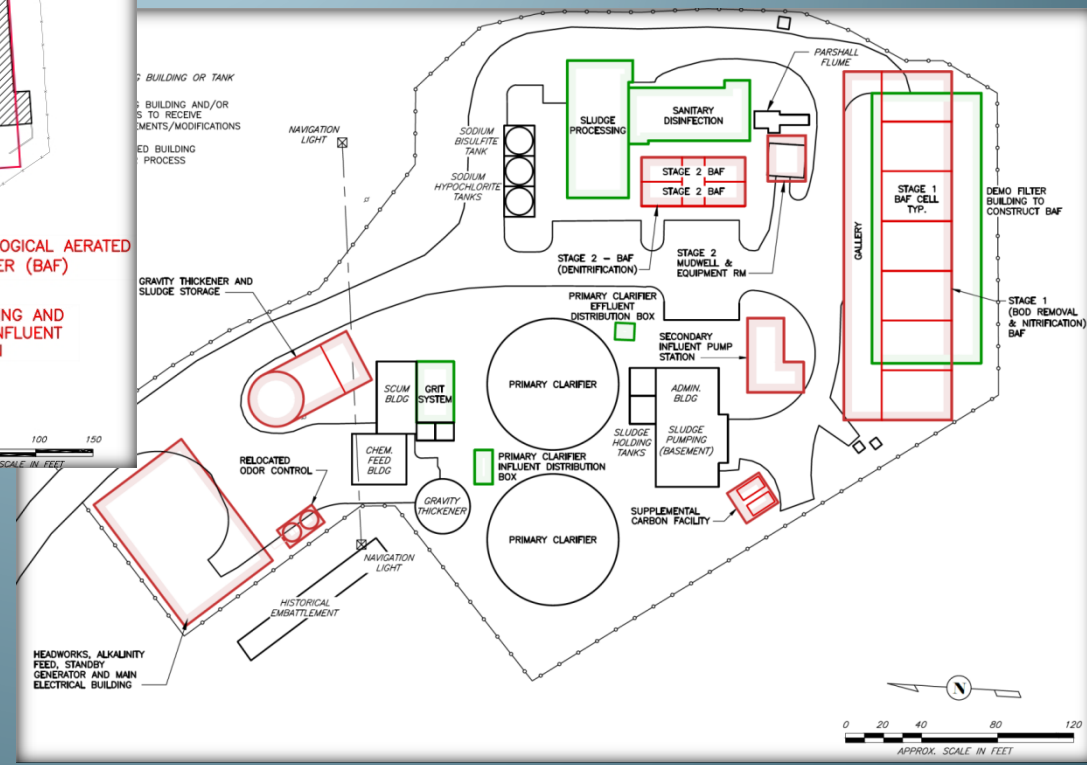 G BUILDING OR TANK
G BUILDING AND/OR
S TO RECEIVE
EMENTS/MODIFICATIONS
ED BUILDING
PROCESS
OGICAL AERATED
ER (BAF)
NG AND
NFLUENT
100 150
SCALE IN FEET
NAVIGATION
LIGHT
SODIUM
BISULFITE
TANK
SODIUM
HYPOCHLORITE
TANKS
SLUDGE
PROCESSING
SANITARY
DISINFECTION
PARSHALL
FLUME
STAGE 2 BAF
STAGE 2 BAF
STAGE 2 – BAF
(DENITRIFICATION)
STAGE 2
MUDWELL &
EQUIPMENT RM
GALLERY
STAGE 1
BAF CELL
TYP.
DEMO FILTER
BUILDING TO
CONSTRUCT BAF
STAGE 1
(BOD REMOVAL
& NITRIFICATION)
BAF
GRAVITY THICKENER AND
SLUDGE STORAGE
PRIMARY CLARIFIER
EFFLUENT
DISTRIBUTION BOX
SECONDARY
INFLUENT PUMP
STATION
SCUM
BLDG
GRIT
SYSTEM
PRIMARY CLARIFIER
ADMIN.
BLDG
SLUDGE
PUMPING
(BASEMENT)
SLUDGE
HOLDING
TANKS
CHEM.
FEED
BLDG
RELOCATED
ODOR CONTROL
PRIMARY CLARIFIER
INFLUENT DISTRIBUTION
BOX
GRAVITY
THICKENER
SUPPLEMENTAL
CARBON FACILITY
PRIMARY CLARIFIER
NAVIGATION
LIGHT
HISTORICAL
EMBATTLEMENT
HEADWORKS, ALKALINITY
FEED, STANDBY
GENERATOR AND MAIN
ELECTRICAL BUILDING
N
0 20 40 80 120
APPROX. SCALE IN FEET